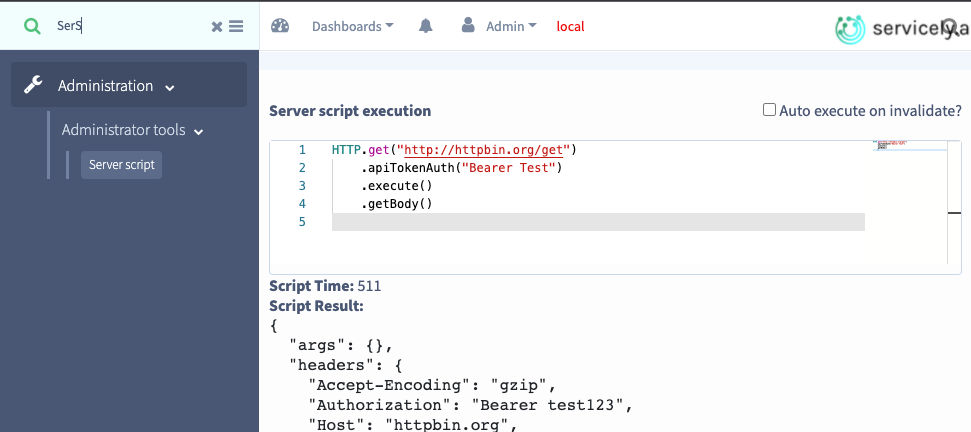 SerS
Dashboards
Admin
local
servicely.a
Administration
Administrator tools
Server script
Server script execution
Auto execute on invalidate?
1 HTTP.get("http://httpbin.org/get")
2 .apiTokenAuth("Bearer Test")
3 .execute()
4 .getBody()
5
Script Time: 511
Script Result:
{
"args": {},
"headers": {
"Accept-Encoding": "gzip",
"Authorization": "Bearer test123",
"Host": "httpbin.org",